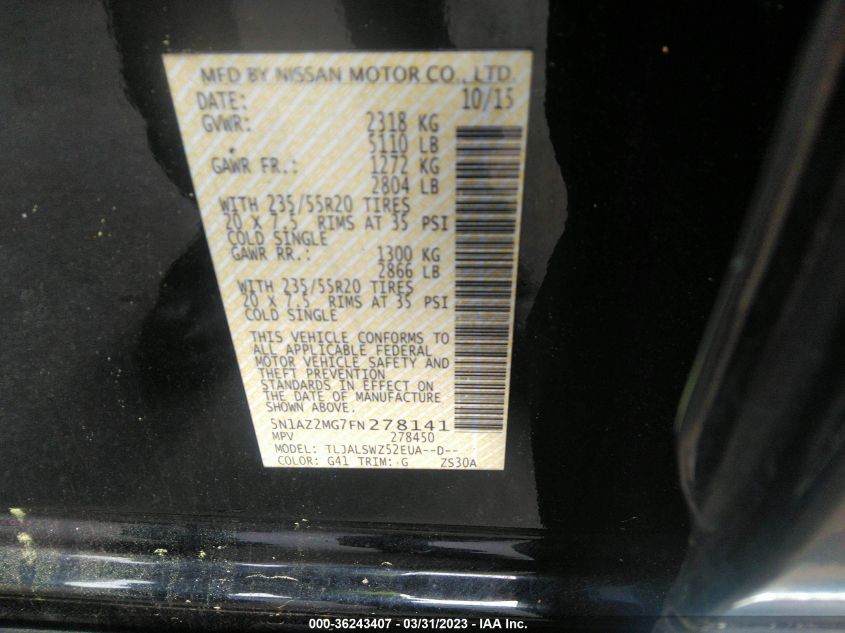 MFD BY NISSAN MOTOR CO., LTD.
DATE: 10/15
GVWR: 2318 KG
5110 LB
GAWR FR.: 1272 KG
2804 LB
WITH 235/55R20 TIRES
20 X 7.5 RIMS AT 35 PSI
COLD SINGLE
GAWR RR.: 1300 KG
2866 LB
WITH 235/55R20 TIRES
20 X 7.5 RIMS AT 35 PSI
COLD SINGLE
THIS VEHICLE CONFORMS TO
ALL APPLICABLE FEDERAL
MOTOR VEHICLE SAFETY AND
THEFT PREVENTION
STANDARDS IN EFFECT ON
THE DATE OF MANUFACTURE
SHOWN ABOVE.
5N1AZ2MG7FN278141
MPV 278450
MODEL: TLJALSWZ52EUA--D--
COLOR: G41 TRIM: G ZS30A
000-36243407 - 03/31/2023 - IAA Inc.